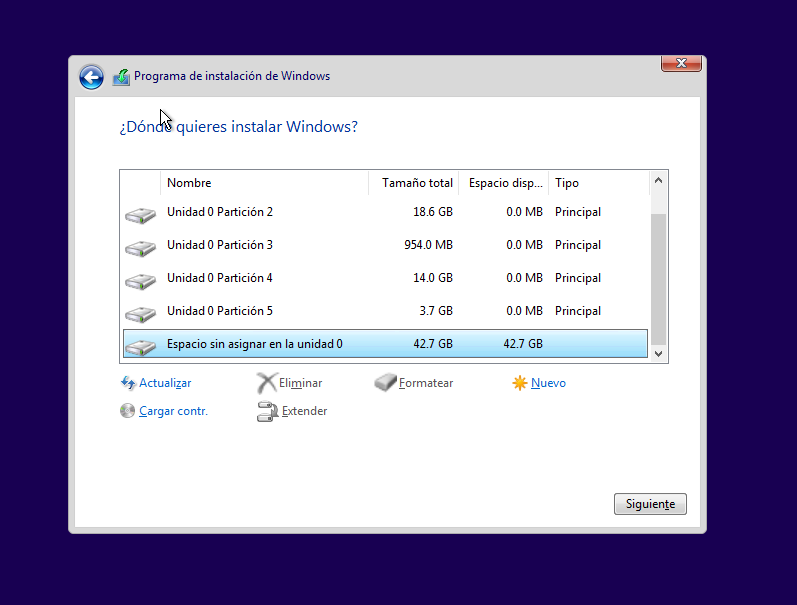 Programa de instalación de Windows
¿Dónde quieres instalar Windows?
Nombre Tamaño total Espacio disp... Tipo
Unidad 0 Partición 2 18.6 GB 0.0 MB Principal
Unidad 0 Partición 3 954.0 MB 0.0 MB Principal
Unidad 0 Partición 4 14.0 GB 0.0 MB Principal
Unidad 0 Partición 5 3.7 GB 0.0 MB Principal
Espacio sin asignar en la unidad 0 42.7 GB 42.7 GB
Actualizar Eliminar Formatear Nuevo
Cargar contr. Extender
Siguiente